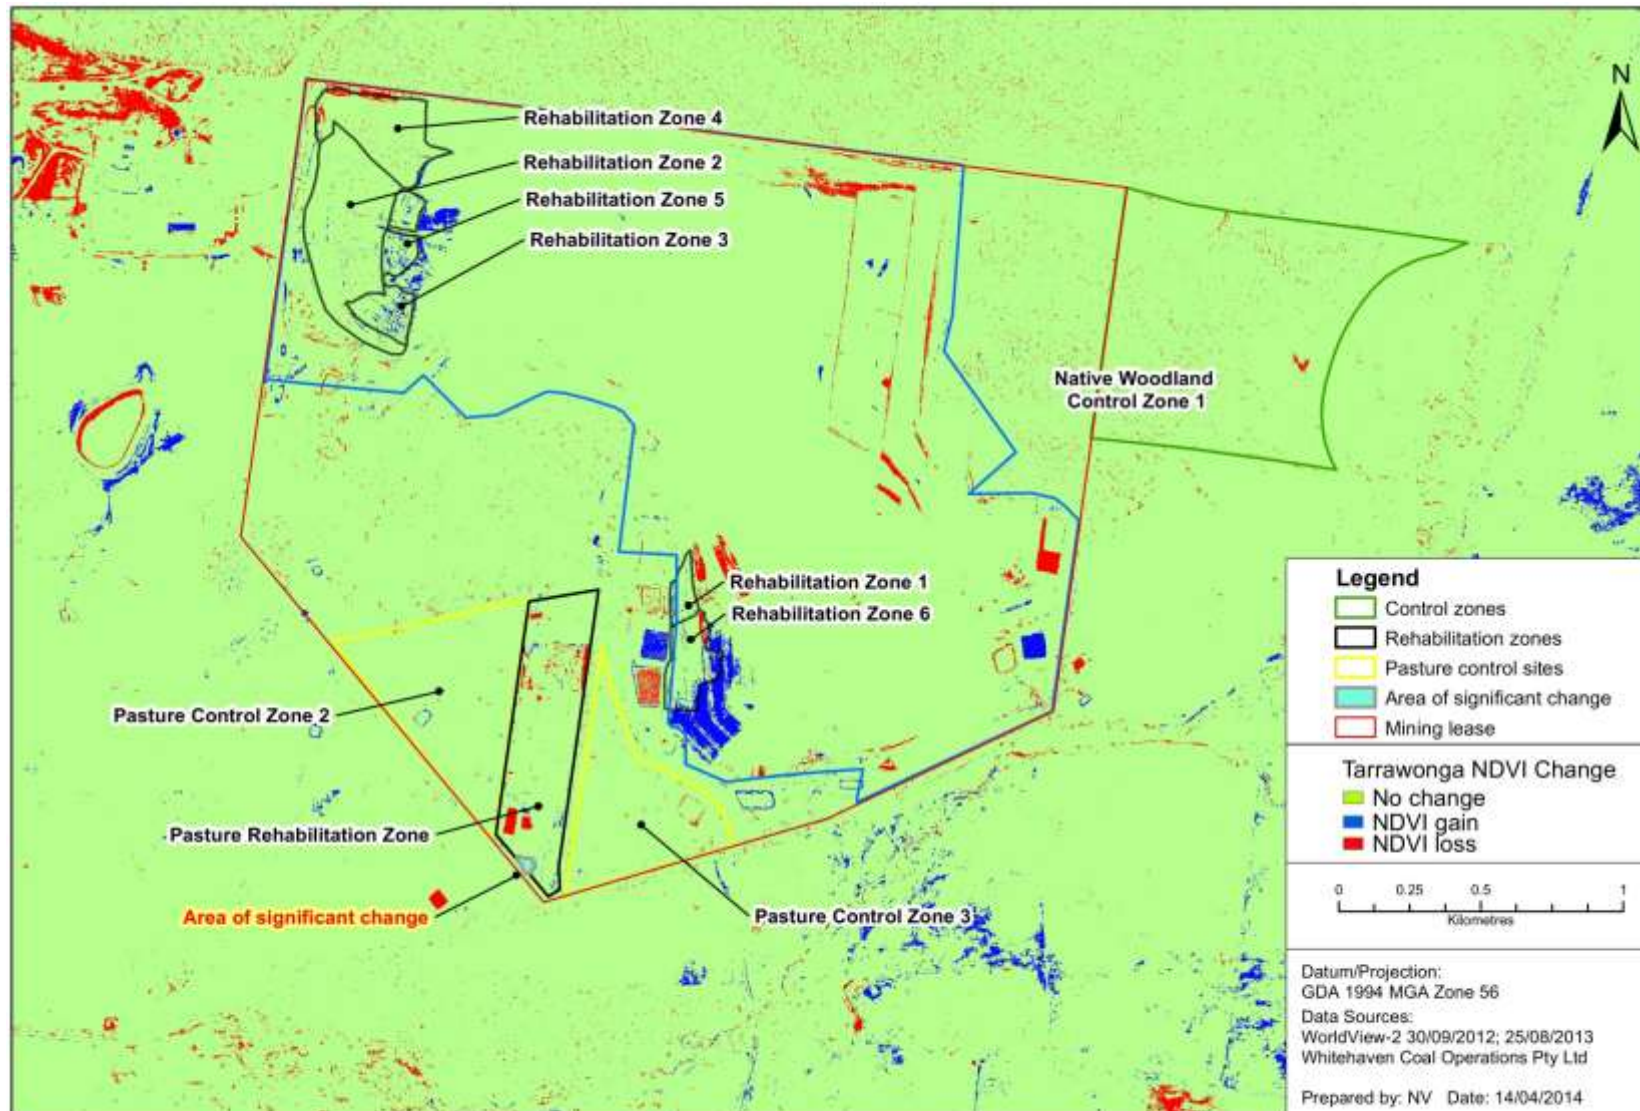 N
Rehabilitation Zone 4
Rehabilitation Zone 2
Rehabilitation Zone 5
Rehabilitation Zone 3
Native Woodland
Control Zone 1
Rehabilitation Zone 1
Rehabilitation Zone 6
Pasture Control Zone 2
Pasture Rehabilitation Zone
Area of significant change
Pasture Control Zone 3
Legend
Control zones
Rehabilitation zones
Pasture control sites
Area of significant change
Mining lease
Tarrawonga NDVI Change
No change
NDVI gain
NDVI loss
0 0.25 0.5 1
Kilometres
Datum/Projection:
GDA 1994 MGA Zone 56
Data Sources:
WorldView-2 30/09/2012; 25/08/2013
Whitehaven Coal Operations Pty Ltd
Prepared by: NV Date: 14/04/2014